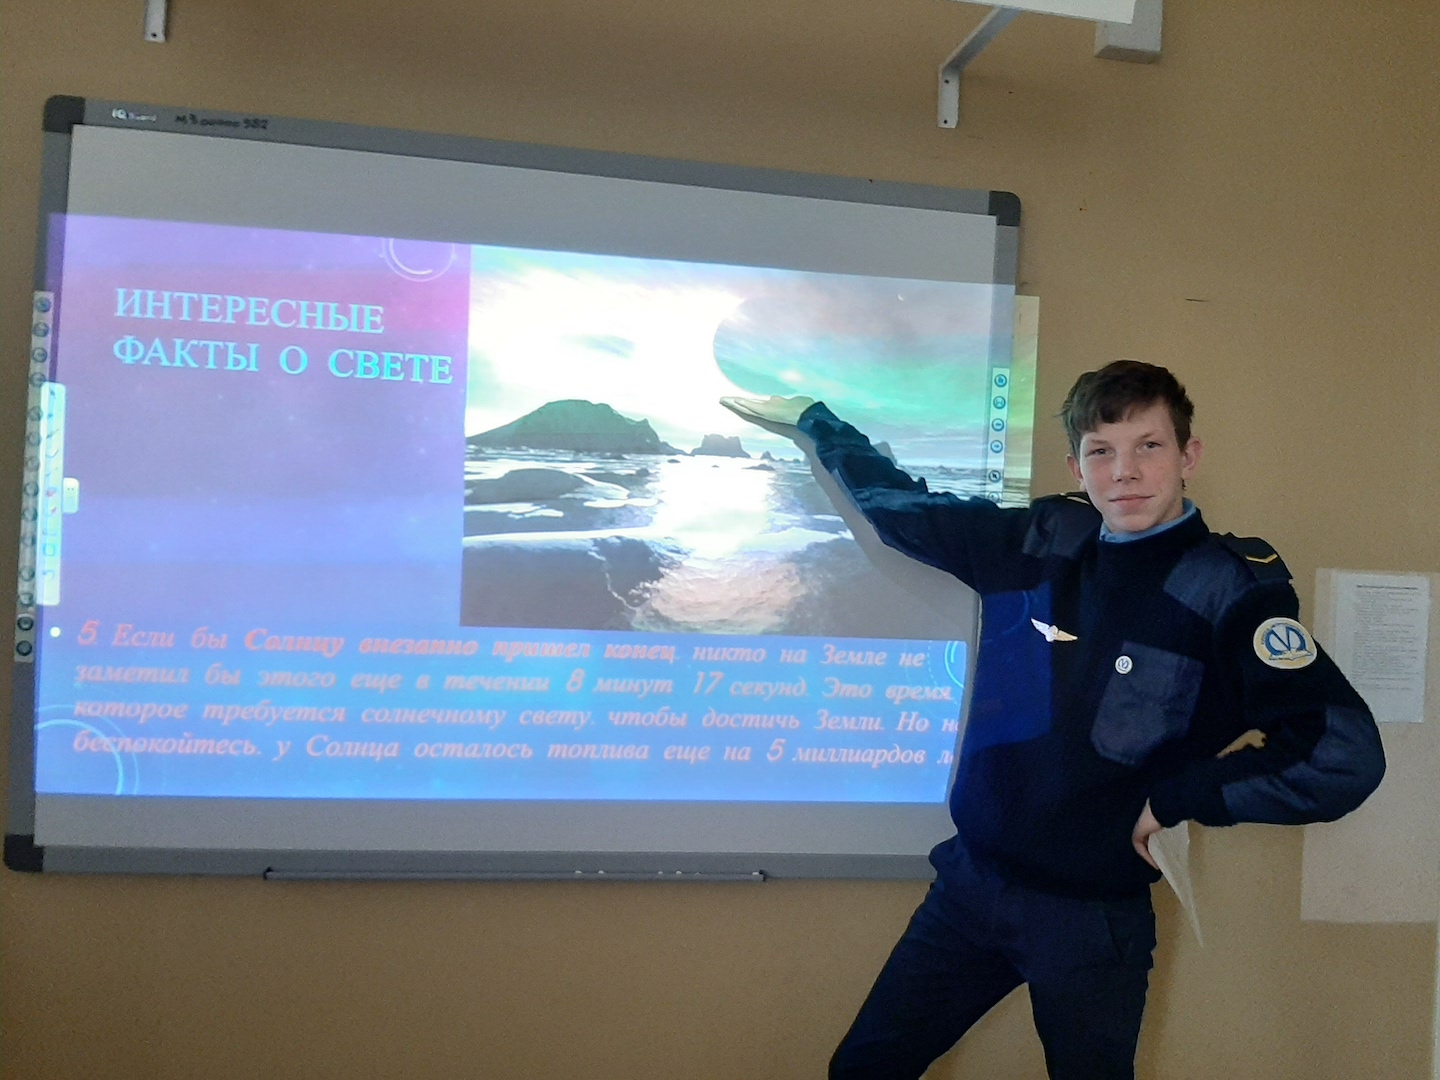 ИНТЕРЕСНЫЕ
ФАКТЫ О СВЕТЕ
5. Если бы Солнцу внезапно пришел конец, никто на Земле не
заметил бы этого еще в течении 8 минут 17 секунд. Это время,
которое требуется солнечному свету, чтобы достичь Земли. Но не
беспокойтесь, у Солнца осталось топлива еще на 5 миллиардов